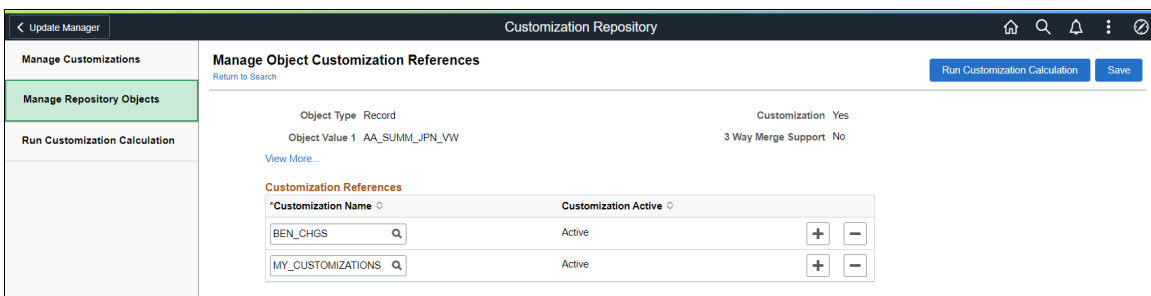 Update Manager
Customization Repository
Manage Customizations
Manage Repository Objects
Run Customization Calculation
Manage Object Customization References
Return to Search
Run Customization Calculation
Save
Object Type Record
Customization Yes
Object Value 1 AA_SUMM_JPN_VW
3 Way Merge Support No
View More...
Customization References
*Customization Name
Customization Active
BEN_CHGS
Active
MY_CUSTOMIZATIONS
Active